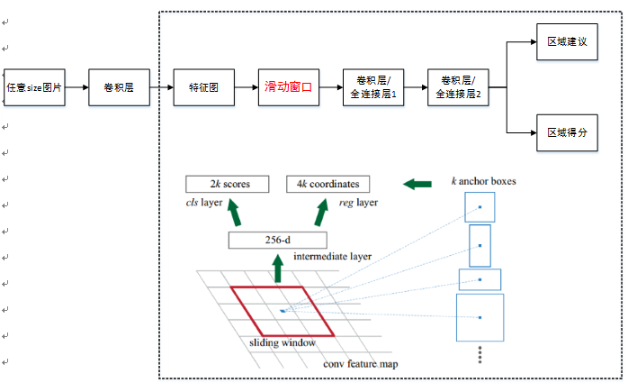 任意size图片
卷积层
特征图
滑动窗口
卷积层/
全连接层1
卷积层/
全连接层2
区域建议
区域得分
2k scores
4k coordinates
k anchor boxes
cls layer
reg layer
256-d
intermediate layer
sliding window
conv feature map